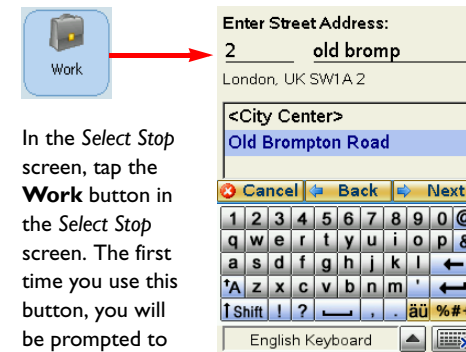 Work
In the Select Stop
screen, tap the
Work button in
the Select Stop
screen. The first
time you use this
button, you will
be prompted to
Enter Street Address:
2 old bromp
London, UK SW1A 2
<City Center>
Old Brompton Road
Cancel Back Next
1 2 3 4 5 6 7 8 9 0 @
q w e r t y u i o p &
a s d f g h j k l ←
↑A z x c v b n m ' ↵
↑Shift ! ? , . äü %#
English Keyboard